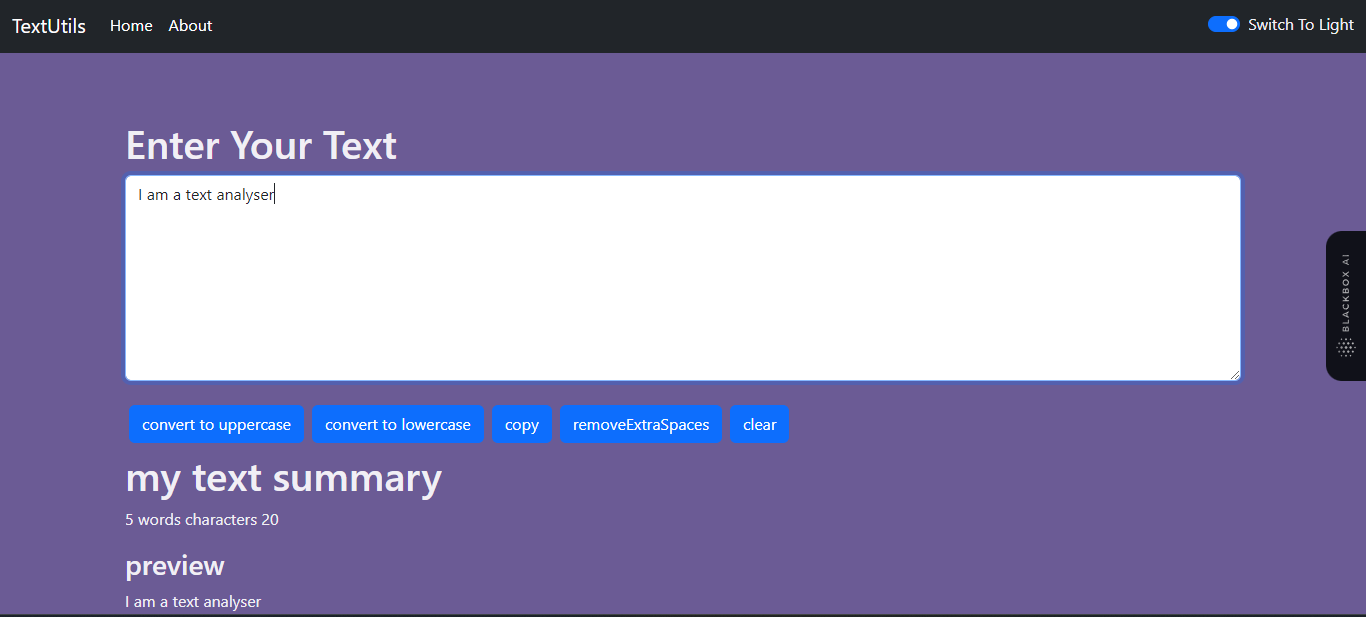 TextUtils Home About Switch To Light
Enter Your Text
I am a text analyser
BLACKBOX AI
convert to uppercase convert to lowercase copy removeExtraSpaces clear
my text summary
5 words characters 20
preview
I am a text analyser